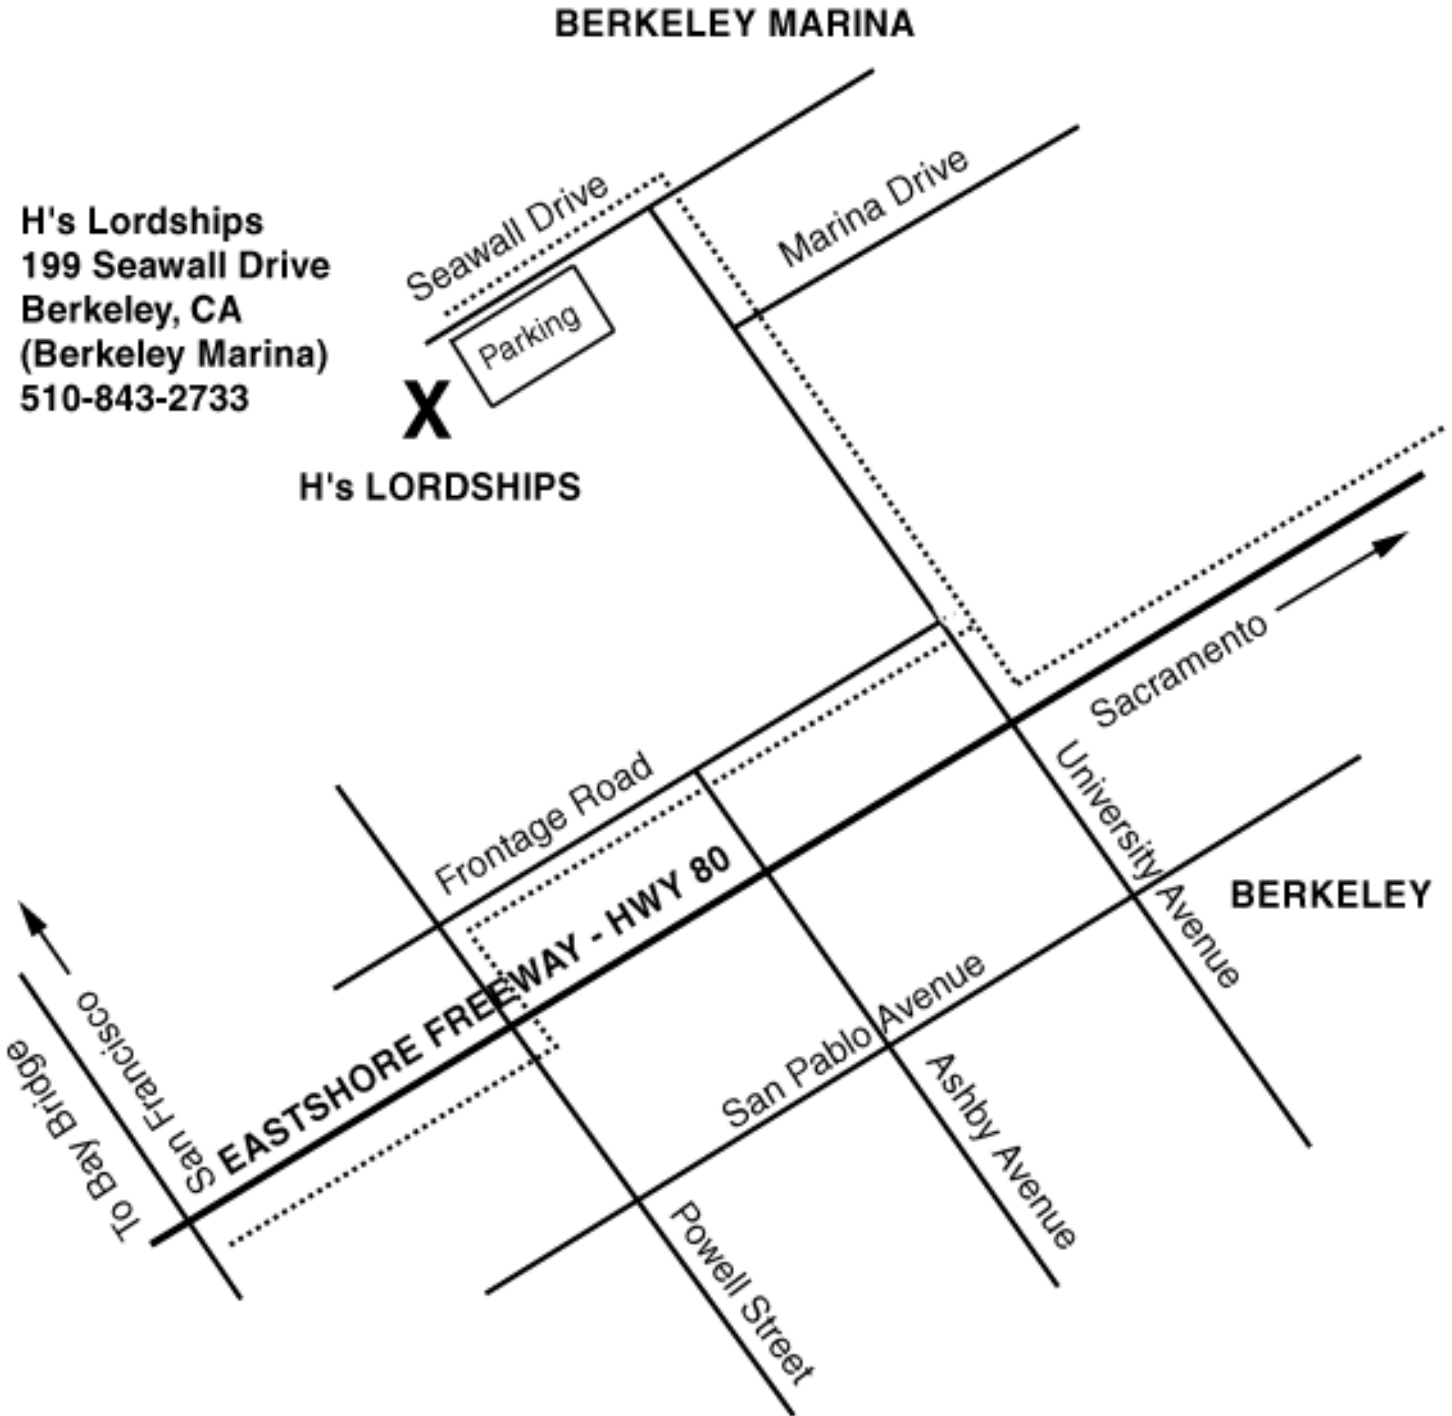 BERKELEY MARINA
H's Lordships
199 Seawall Drive
Berkeley, CA
(Berkeley Marina)
510-843-2733
Seawall Drive
Marina Drive
Parking
X
H's LORDSHIPS
Sacramento
Frontage Road
University Avenue
EASTSHORE FREEWAY - HWY 80
BERKELEY
San Francisco
To Bay Bridge
San Pablo Avenue
Ashby Avenue
Powell Street